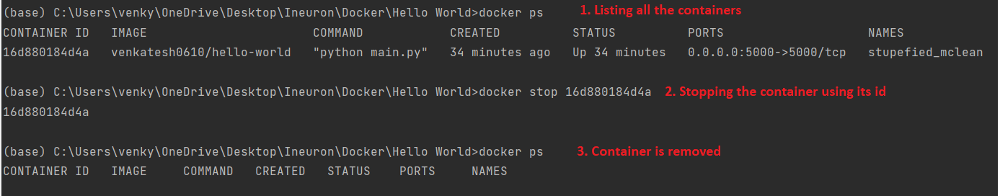 (base) C:\Users\venky\OneDrive\Desktop\Ineuron\Docker\Hello World>docker ps 1. Listing all the containers
CONTAINER ID IMAGE COMMAND CREATED STATUS PORTS NAMES
16d880184d4a venkatesh0610/hello-world "python main.py" 34 minutes ago Up 34 minutes 0.0.0.0:5000->5000/tcp stupefied_mclean
(base) C:\Users\venky\OneDrive\Desktop\Ineuron\Docker\Hello World>docker stop 16d880184d4a 2. Stopping the container using its id
16d880184d4a
(base) C:\Users\venky\OneDrive\Desktop\Ineuron\Docker\Hello World>docker ps 3. Container is removed
CONTAINER ID IMAGE COMMAND CREATED STATUS PORTS NAMES